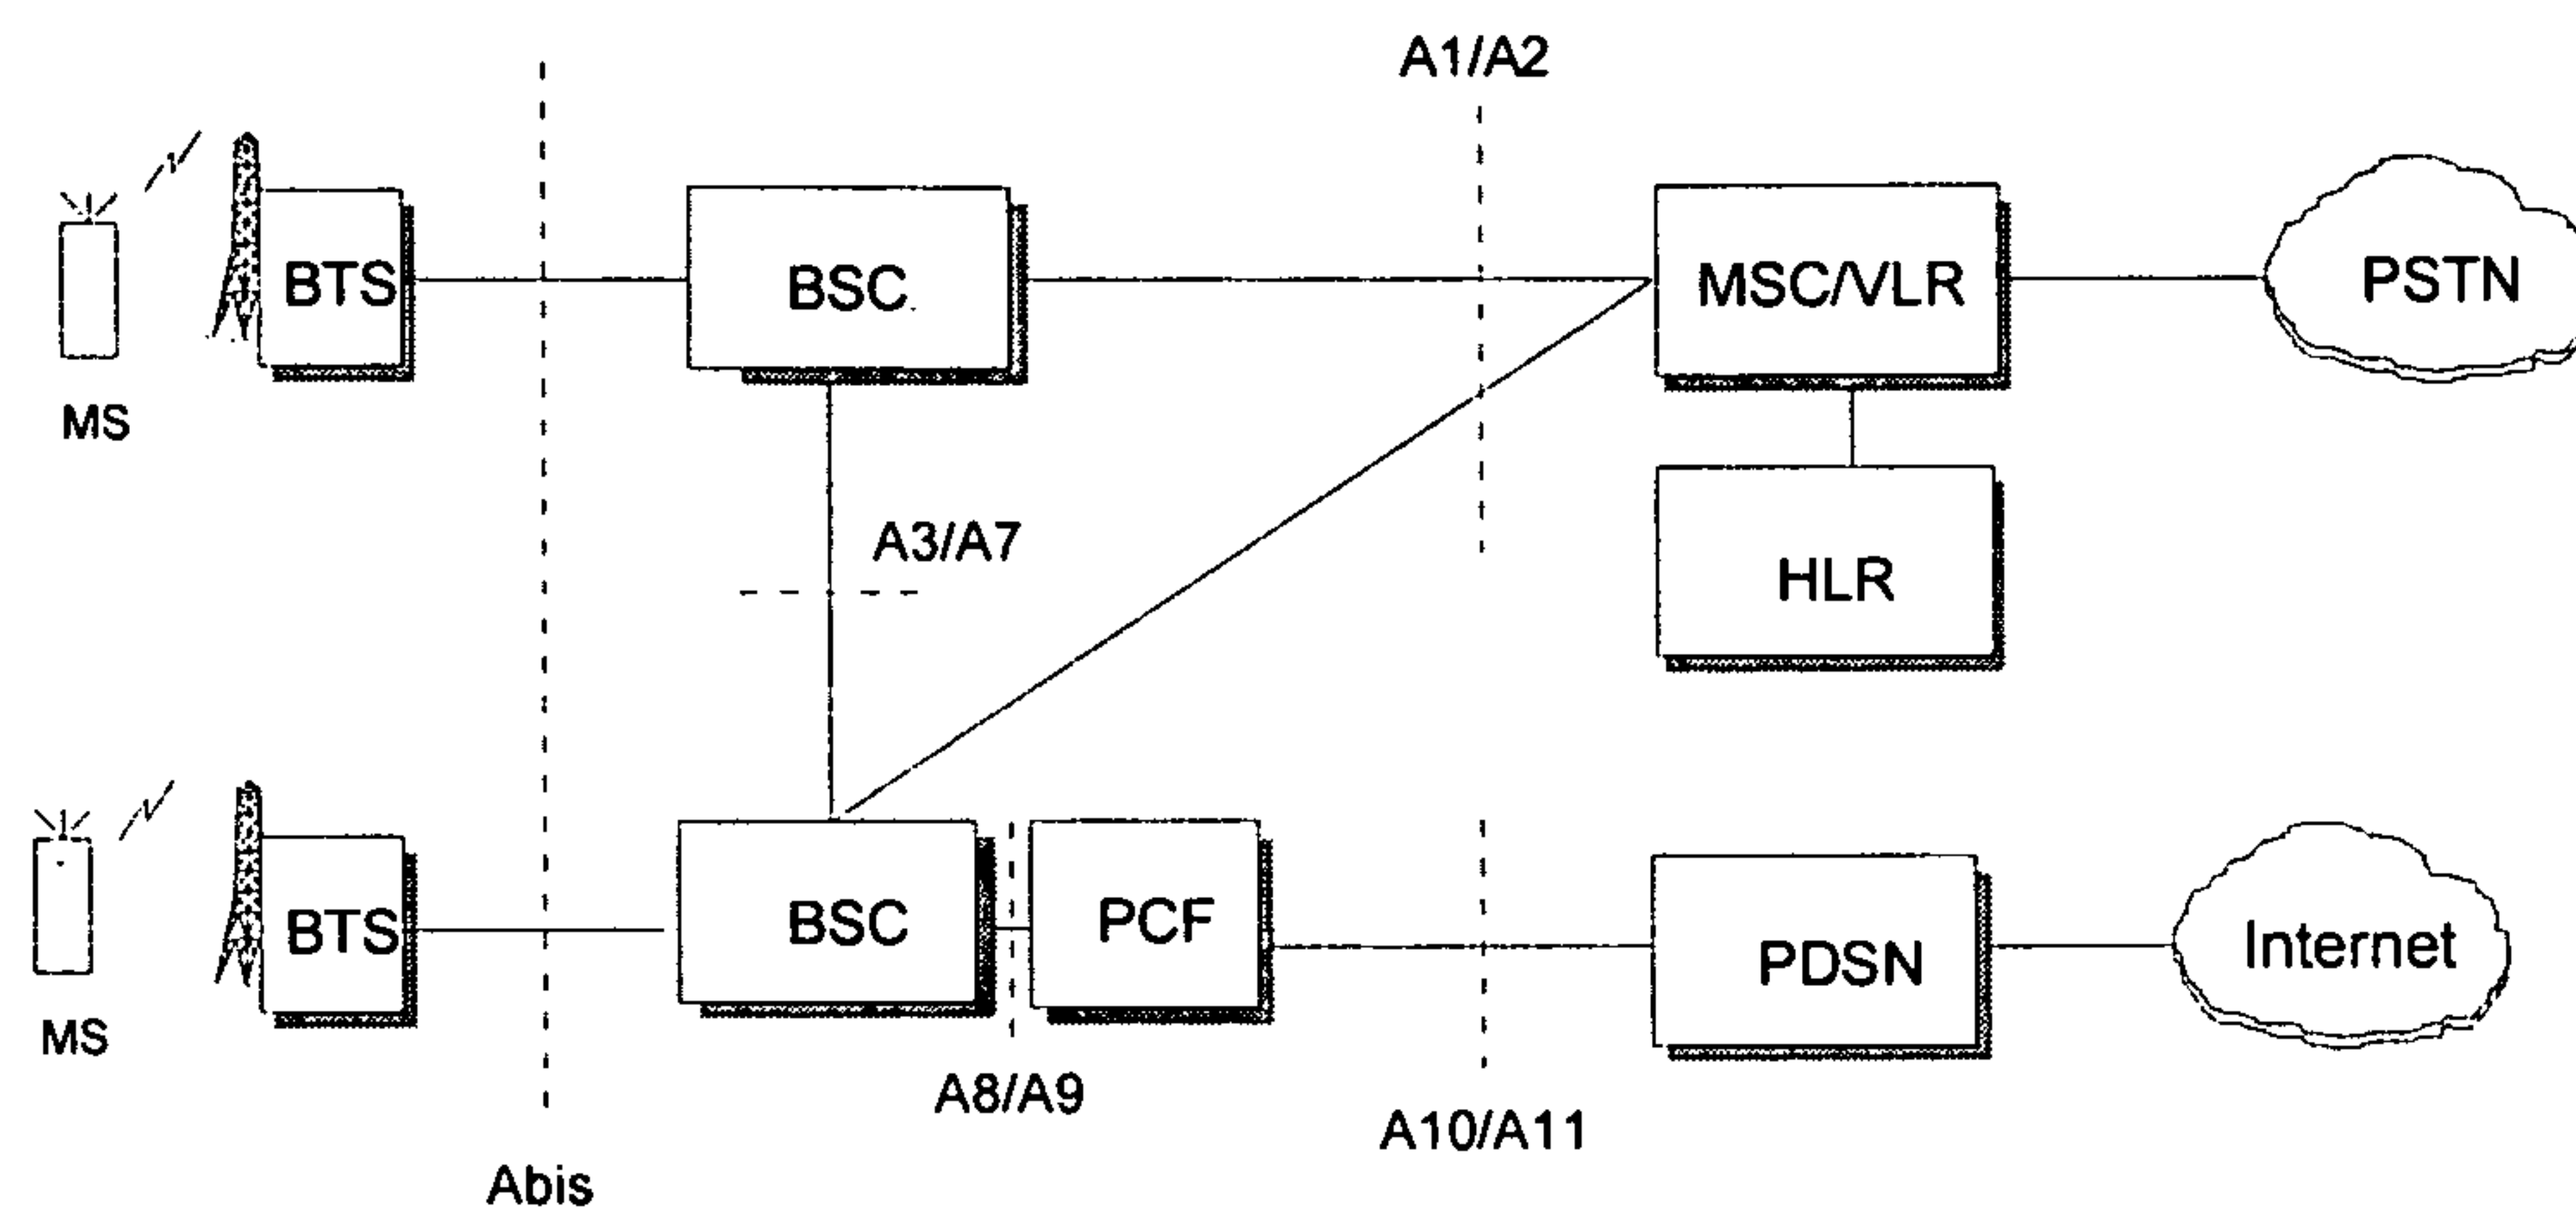 A1/A2
BTS
BSC
MSC/VLR
PSTN
MS
A3/A7
HLR
BTS
BSC
PCF
PDSN
Internet
MS
A8/A9
A10/A11
Abis